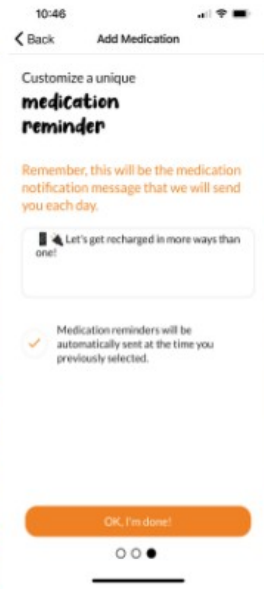 10:46
Back
Add Medication
Customize a unique
medication
reminder
Remember, this will be the medication
notification message that we will send
you each day.
📱🔌 Let's get recharged in more ways than
one!
Medication reminders will be
automatically sent at the time you
previously selected.
OK, I'm done!